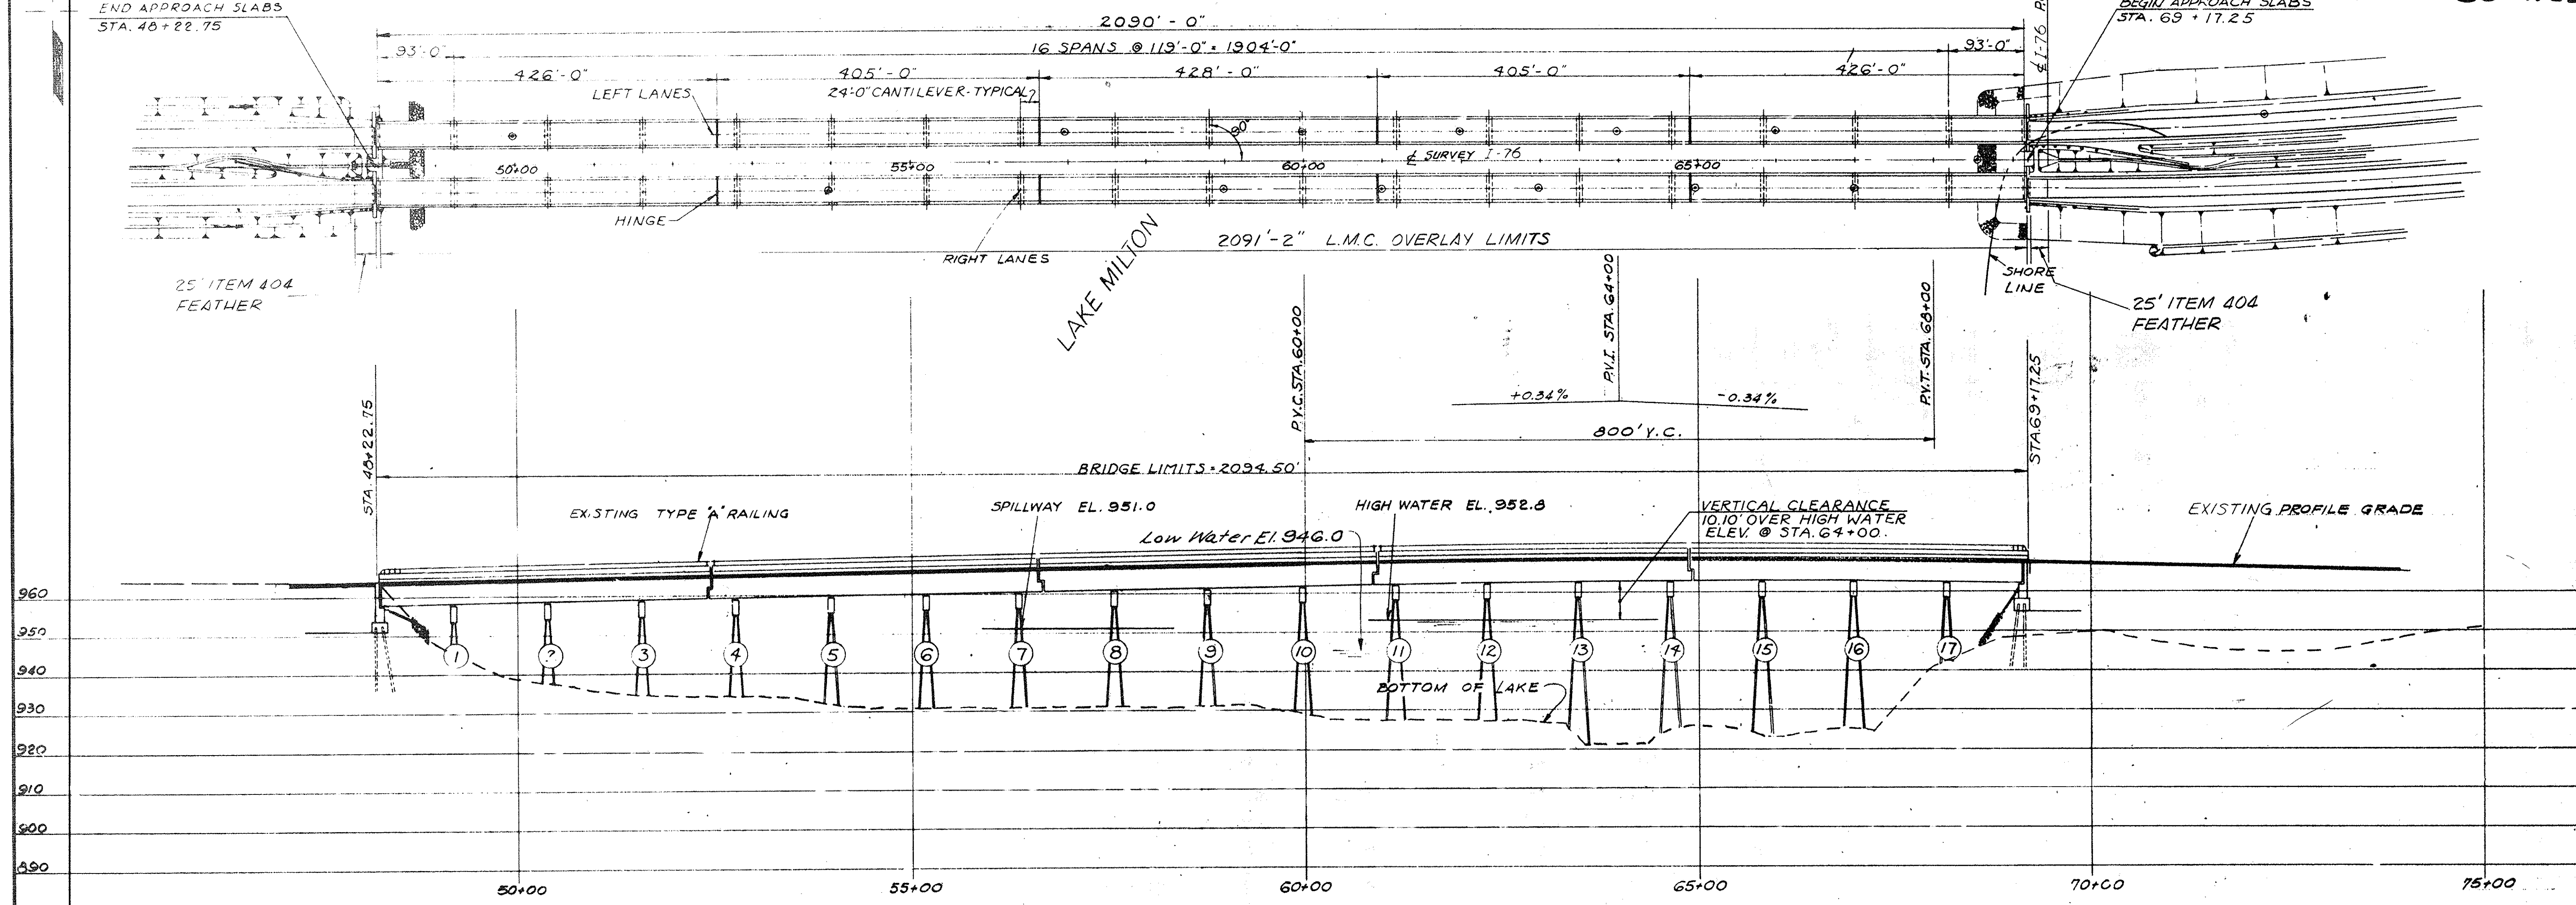 END APPROACH SLABS
STA. 48+22.75
2090'-0"
BEGIN APPROACH SLABS
STA. 69+17.25
℄ I-76
93'-0"
16 SPANS @ 119'-0" = 1904'-0"
93'-0"
426'-0"
405'-0"
428'-0"
405'-0"
426'-0"
LEFT LANES
24'-0" CANTILEVER-TYPICAL
90°
50+00
55+00
60+00
65+00
℄ SURVEY I-76
HINGE
RIGHT LANES
LAKE MILTON
2091'-2" L.M.C. OVERLAY LIMITS
25' ITEM 404
FEATHER
SHORE
LINE
25' ITEM 404
FEATHER
STA. 48+22.75
P.V.C. STA. 60+00
P.V.I. STA. 64+00
P.V.T. STA. 68+00
STA. 69+17.25
+0.34%
-0.34%
800' V.C.
BRIDGE LIMITS = 2094.50'
EXISTING TYPE "A" RAILING
SPILLWAY EL. 951.0
Low Water El. 946.0
HIGH WATER EL. 952.8
VERTICAL CLEARANCE
10.10' OVER HIGH WATER
ELEV. @ STA. 64+00.
EXISTING PROFILE GRADE
960
950
940
930
920
910
900
890
1
2
3
4
5
6
7
8
9
10
11
12
13
14
15
16
17
BOTTOM OF LAKE
50+00
55+00
60+00
65+00
70+00
75+00